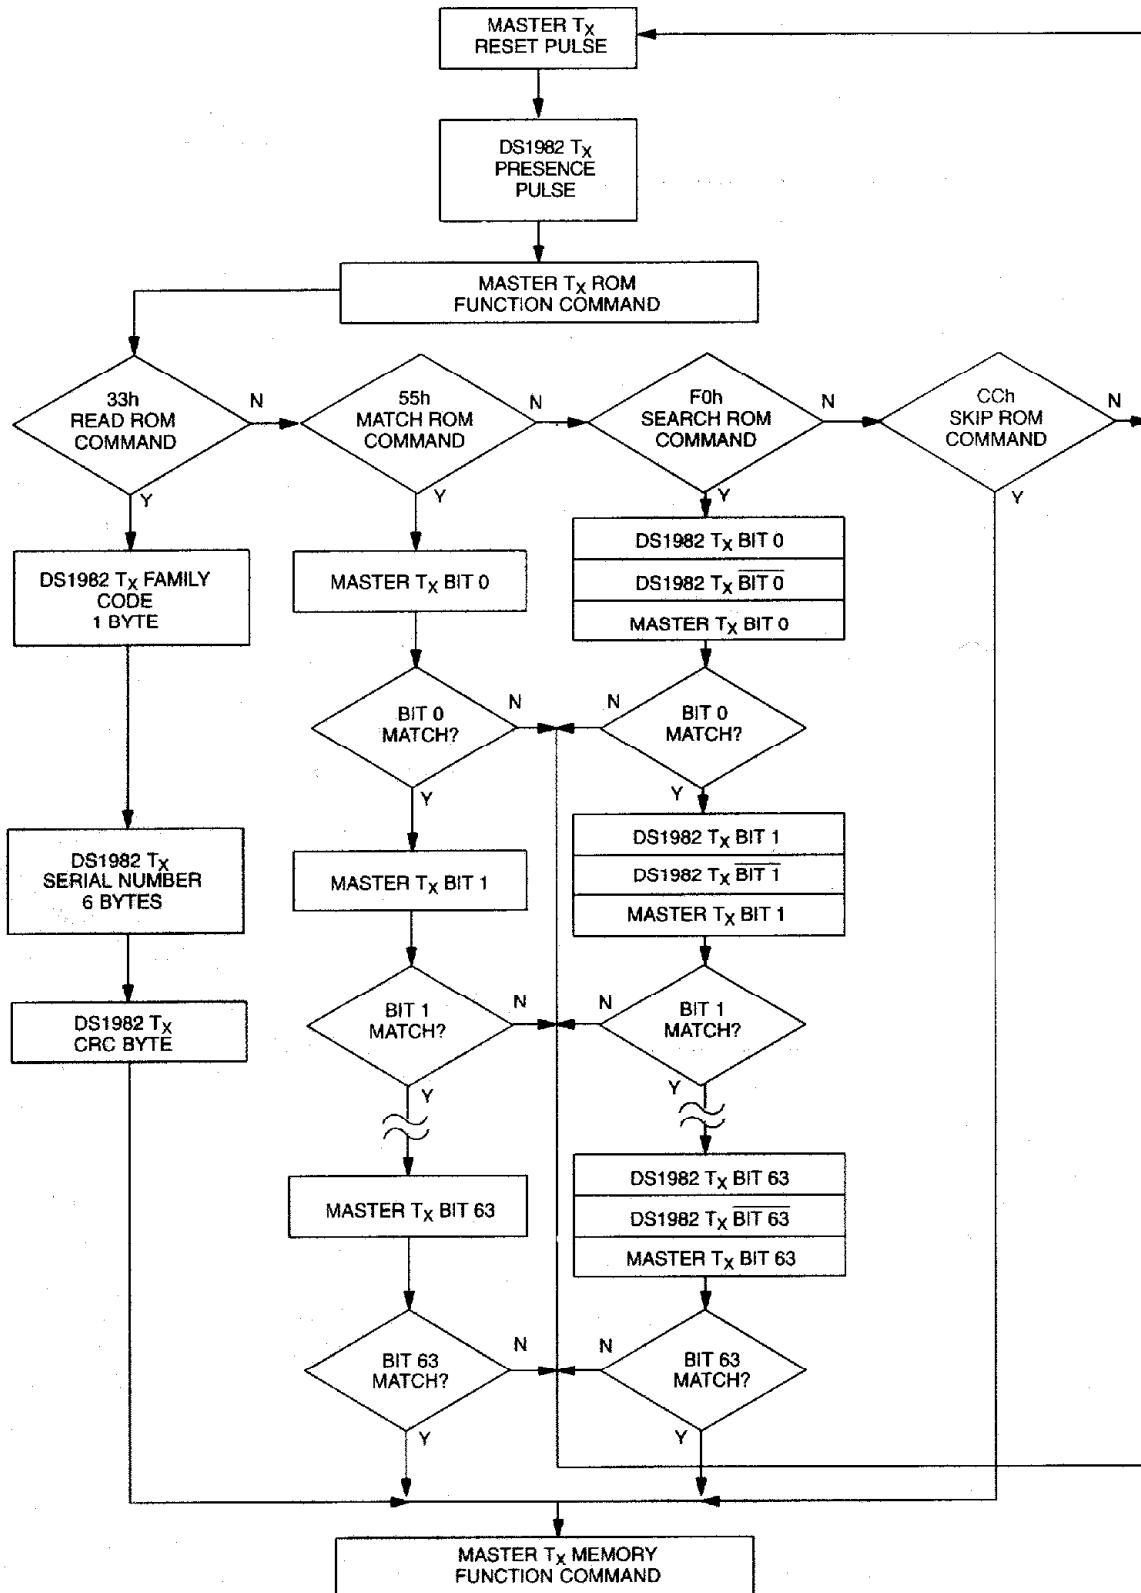 MASTER TX
RESET PULSE
DS1982 TX
PRESENCE
PULSE
MASTER TX ROM
FUNCTION COMMAND
33h
READ ROM
COMMAND
N
Y
55h
MATCH ROM
COMMAND
N
Y
F0h
SEARCH ROM
COMMAND
N
Y
CCh
SKIP ROM
COMMAND
N
Y
DS1982 TX FAMILY
CODE
1 BYTE
DS1982 TX
SERIAL NUMBER
6 BYTES
DS1982 TX
CRC BYTE
MASTER TX BIT 0
BIT 0
MATCH?
N
Y
MASTER TX BIT 1
BIT 1
MATCH?
N
Y
MASTER TX BIT 63
BIT 63
MATCH?
N
Y
DS1982 TX BIT 0
DS1982 TX BIT 0
MASTER TX BIT 0
BIT 0
MATCH?
N
Y
DS1982 TX BIT 1
DS1982 TX BIT 1
MASTER TX BIT 1
BIT 1
MATCH?
N
Y
DS1982 TX BIT 63
DS1982 TX BIT 63
MASTER TX BIT 63
BIT 63
MATCH?
N
Y
MASTER TX MEMORY
FUNCTION COMMAND